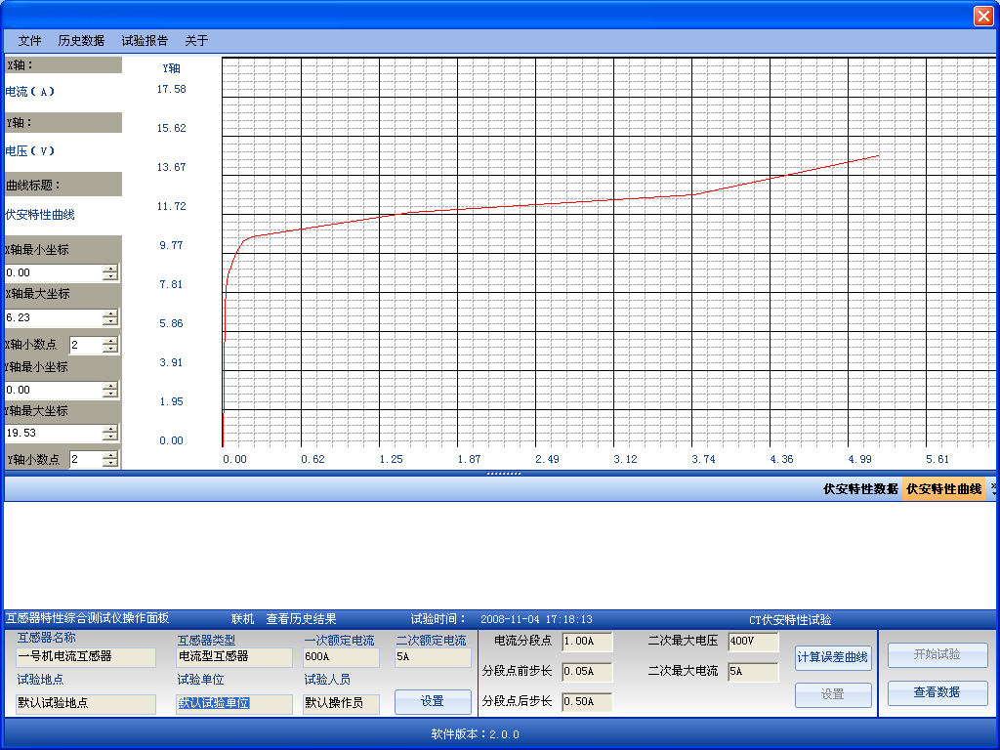 文件 历史数据 试验报告 关于
X轴：
电流(A)
Y轴：
电压(V)
曲线标题：
伏安特性曲线
X轴最小坐标
0.00
X轴最大坐标
6.23
X轴小数点 2
Y轴最小坐标
0.00
Y轴最大坐标
19.53
Y轴小数点 2
Y轴
17.58
15.62
13.67
11.72
9.77
7.81
5.86
3.91
1.95
0.00
0.00 0.62 1.25 1.87 2.49 3.12 3.74 4.36 4.99 5.61
伏安特性数据 伏安特性曲线
互感器特性综合测试仪操作面板 联机 查看历史结果 试验时间： 2008-11-04 17:18:13 CT伏安特性试验
互感器名称 互感器类型 一次额定电流 二次额定电流
一号机电流互感器 电流型互感器 600A 5A
试验地点 试验单位 试验人员
默认试验地点 默认试验单位 默认操作员 设置
电流分段点 1.00A 二次最大电压 400V
分段点前步长 0.05A 二次最大电流 5A
分段点后步长 0.50A
计算误差曲线
设置
开始试验
查看数据
软件版本：2.0.0